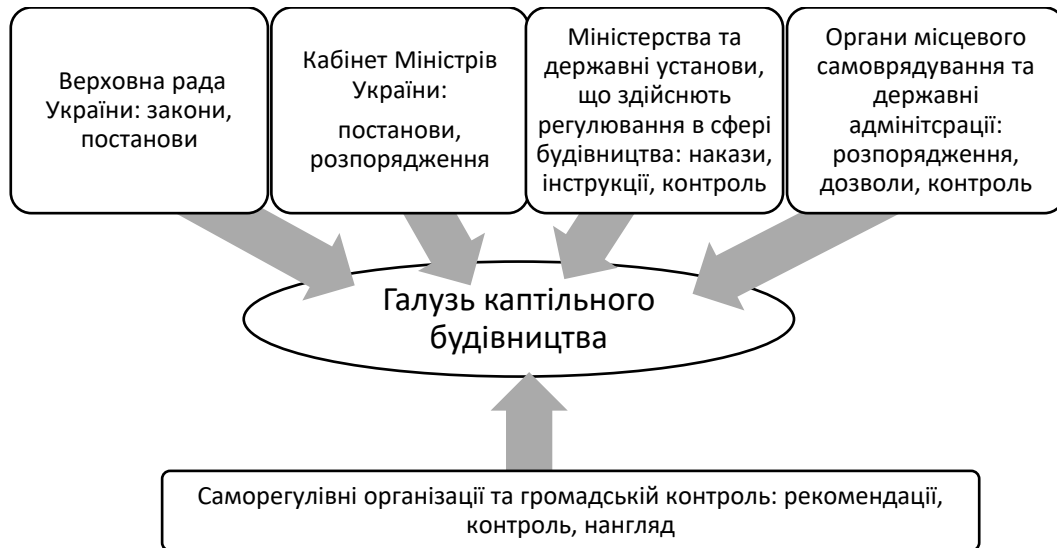 Верховна рада
України: закони,
постанови
Кабінет Міністрів
України:
постанови,
розпорядження
Міністерства та
державні установи,
що здійснюють
регулювання в сфері
будівництва: накази,
інструкції, контроль
Органи місцевого
самоврядування та
державні
адмінітсрації:
розпорядження,
дозволи, контроль
Галузь каптільного
будівництва
Саморегулівні організації та громадській контроль: рекомендації,
контроль, нангляд